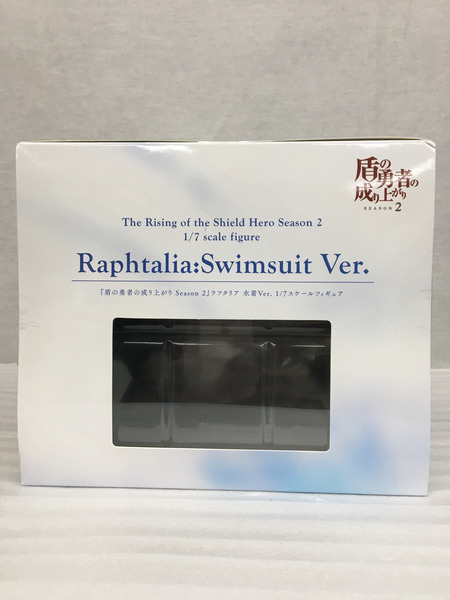 盾の勇者の
成り上がり
SEASON 2
The Rising of the Shield Hero Season 2
1/7 scale figure
Raphtalia:Swimsuit Ver.
『盾の勇者の成り上がり Season 2』ラフタリア 水着Ver. 1/7スケールフィギュア